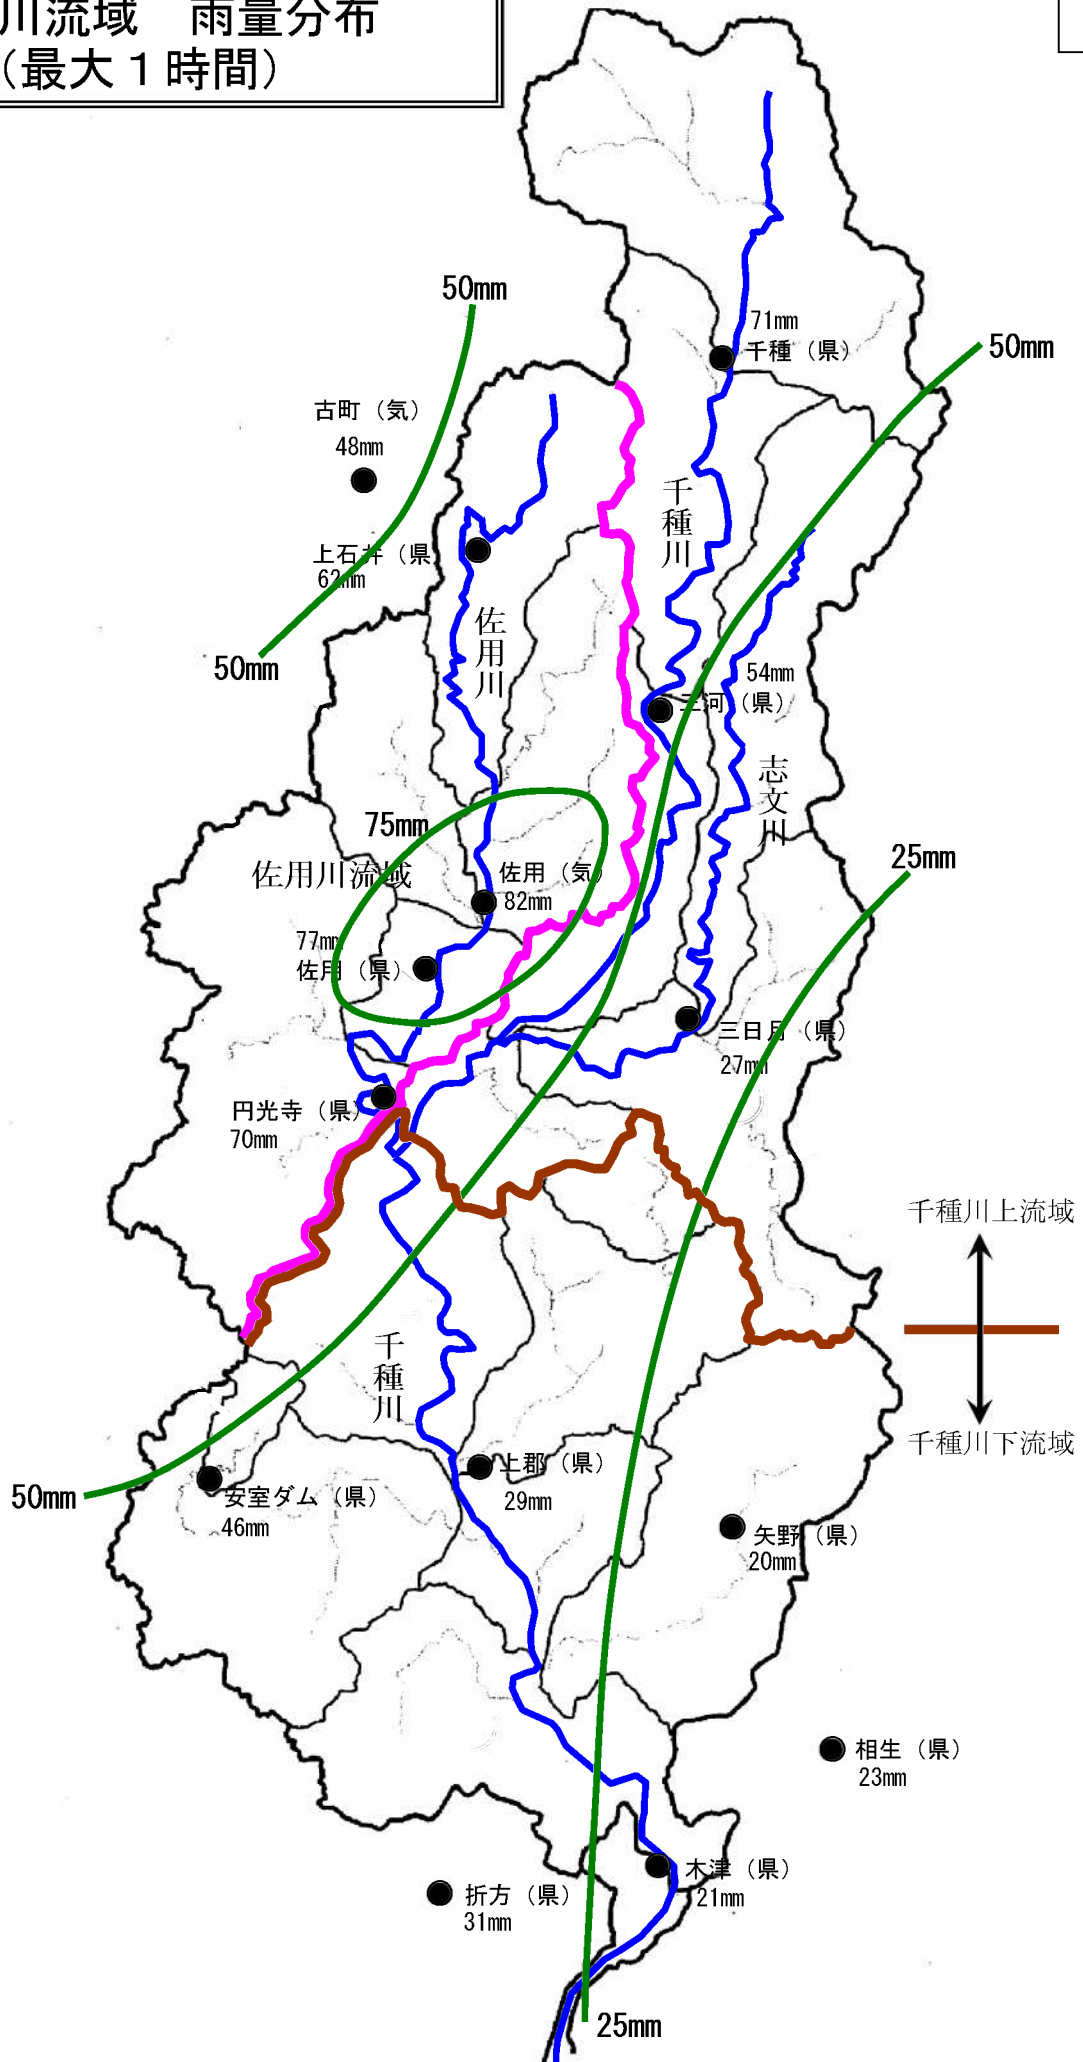 川流域　雨量分布
（最大１時間）
50mm
71mm
千種（県）
50mm
古町（気）
48mm
千種川
上石井（県
62mm
佐用川
50mm
54mm
三河（県）
志文川
75mm
25mm
佐用川流域
佐用（気）
82mm
77mm
佐用（県）
三日月（県）
27mm
円光寺（県）
70mm
千種川上流域
千種川
千種川下流域
上郡（県）
29mm
50mm
安室ダム（県）
46mm
矢野（県）
20mm
相生（県）
23mm
木津（県）
21mm
折方（県）
31mm
25mm